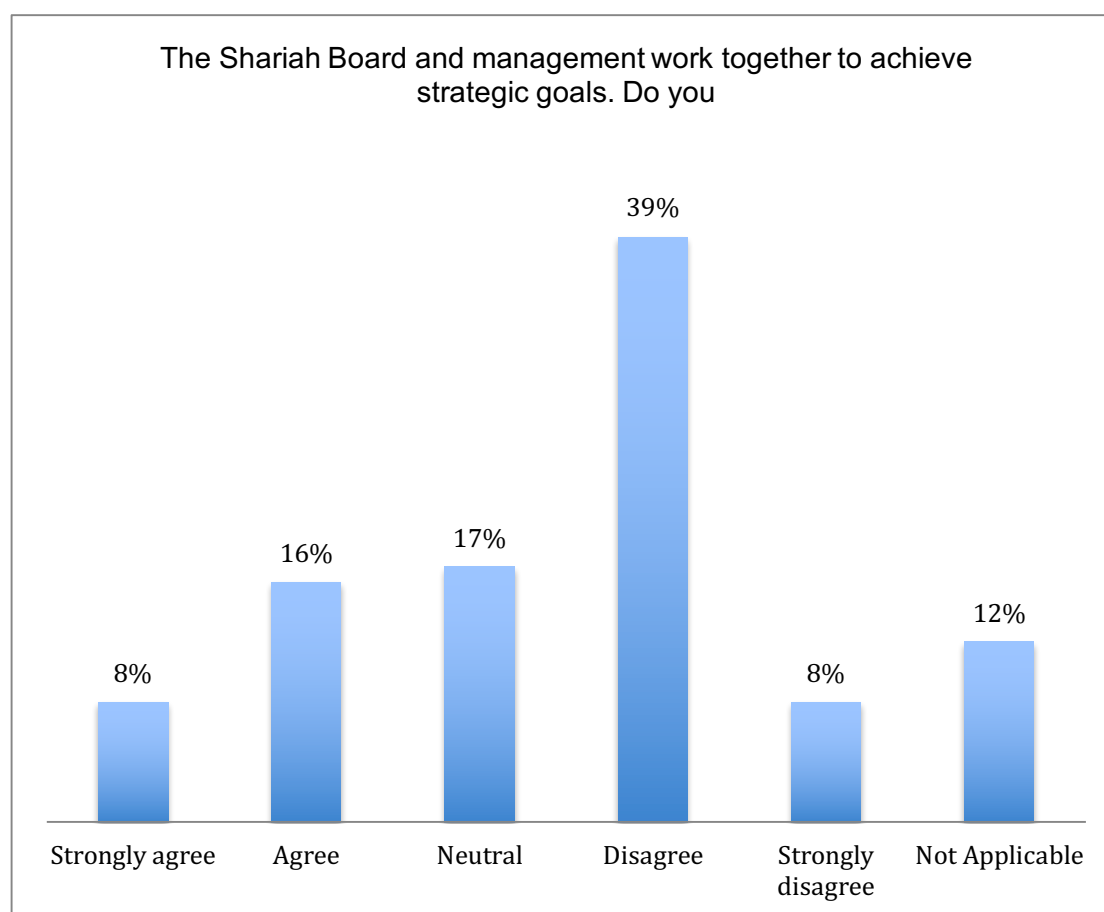 The Shariah Board and management work together to achieve
strategic goals. Do you
39%
17%
16%
12%
8%
8%
Strongly agree
Agree
Neutral
Disagree
Strongly
disagree
Not Applicable